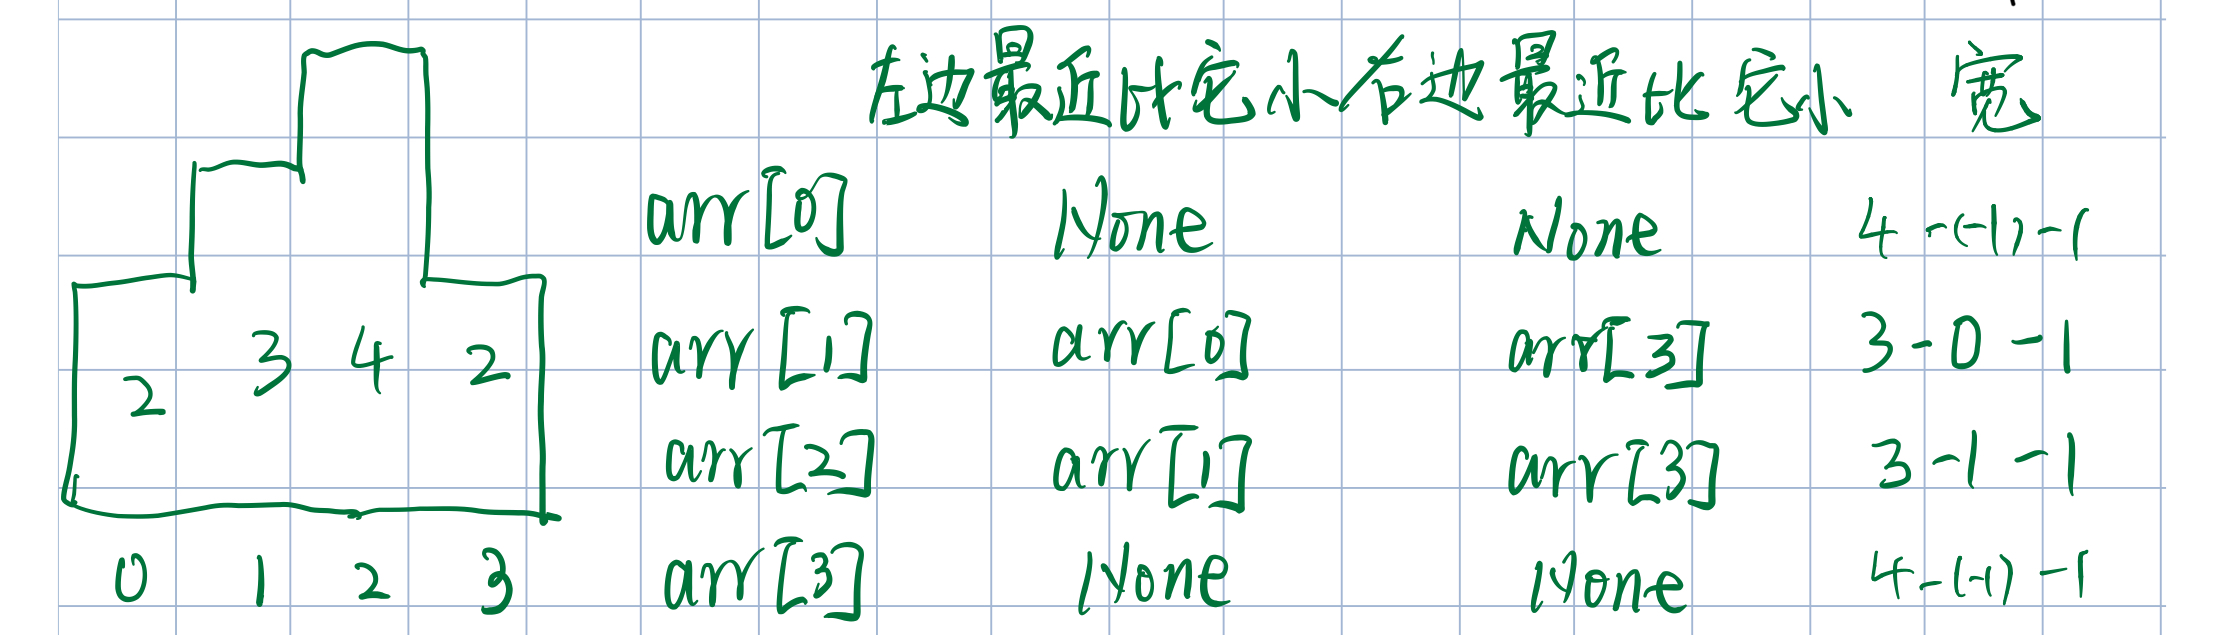 左边最近比它小 右边最近比它小 宽
arr[0] None None 4-(-1)-1
2 3 4 2 arr[1] arr[0] arr[3] 3-0-1
arr[2] arr[1] arr[3] 3-1-1
0 1 2 3 arr[3] None None 4-(-1)-1